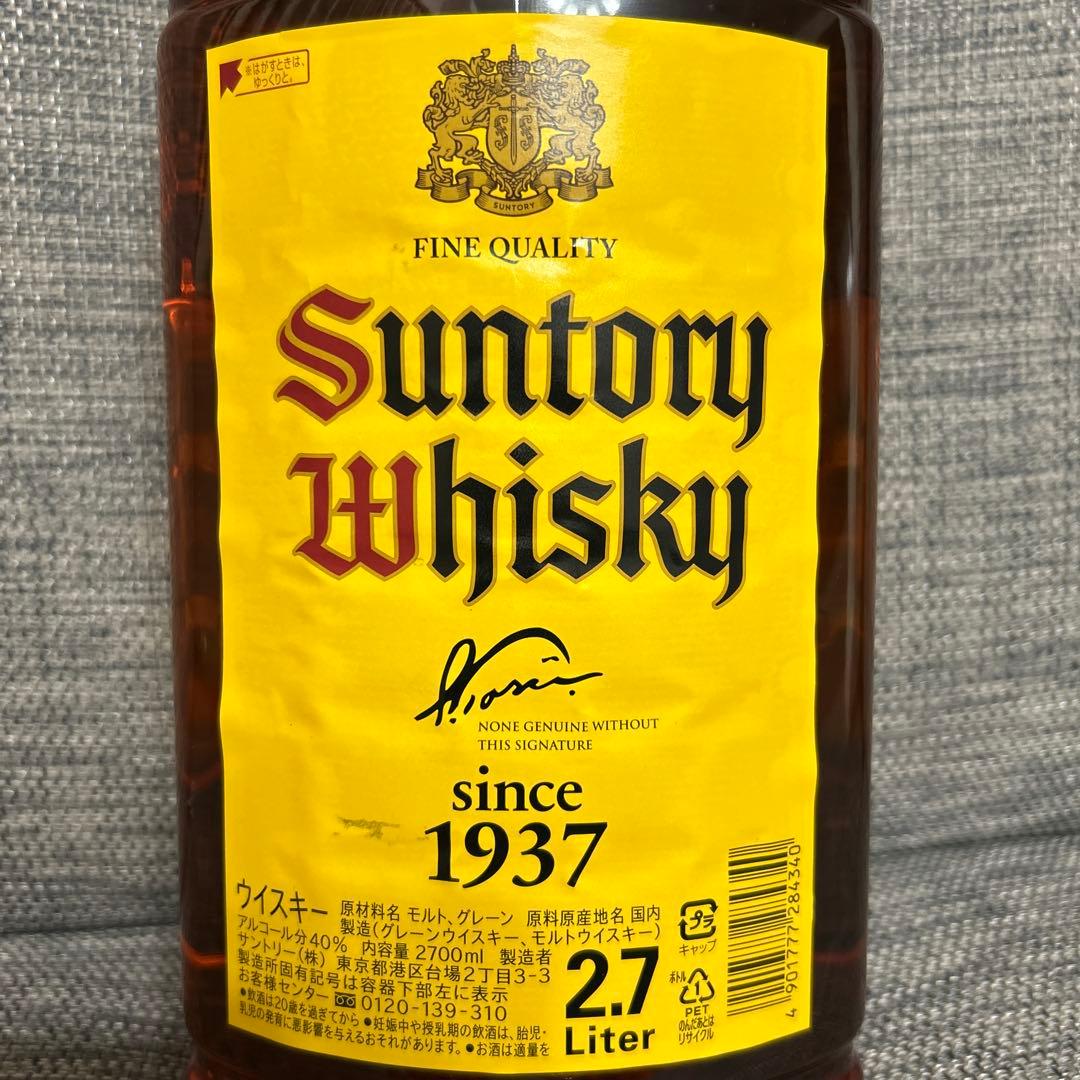 ※はがすときは、
ゆっくりと。
SUNTORY
FINE QUALITY
Suntory
Whisky
NONE GENUINE WITHOUT
THIS SIGNATURE
since
1937
ウイスキー 原材料名 モルト、グレーン 原料原産地名 国内
製造(グレーンウイスキー、モルトウイスキー)
アルコール分40% 内容量 2700ml 製造者
サントリー(株) 東京都港区台場2丁目3-3
製造所固有記号は容器下部左に表示
お客様センター 0120-139-310
●飲酒は20歳を過ぎてから ●妊娠中や授乳期の飲酒は、胎児・
乳児の発育に悪影響を与えるおそれがあります。 ●お酒は適量を
2.7
Liter
プラ
キャップ
ボトル
1
PET
のんだあとは
リサイクル
4 901777 284340